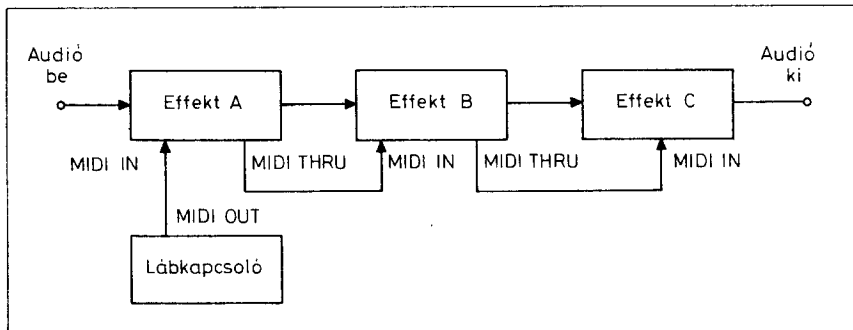 Audió
be
Audió
ki
Effekt A
Effekt B
Effekt C
MIDI IN
MIDI THRU
MIDI IN
MIDI THRU
MIDI IN
MIDI OUT
Lábkapcsoló